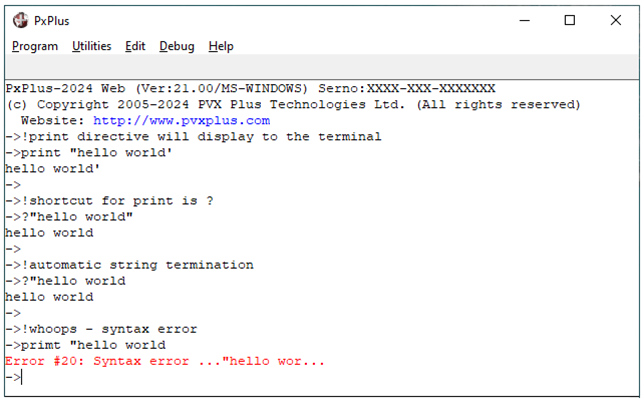 PxPlus
Program Utilities Edit Debug Help
PxPlus-2024 Web (Ver:21.00/MS-WINDOWS) Serno:XXXX-XXX-XXXXXXX
(c) Copyright 2005-2024 PVX Plus Technologies Ltd. (All rights reserved)
Website: http://www.pvxplus.com
->!print directive will display to the terminal
->print "hello world'
hello world'
->
->!shortcut for print is ?
->?"hello world"
hello world
->
->!automatic string termination
->?"hello world
hello world
->
->!whoops - syntax error
->primt "hello world
Error #20: Syntax error ..."hello wor...
->